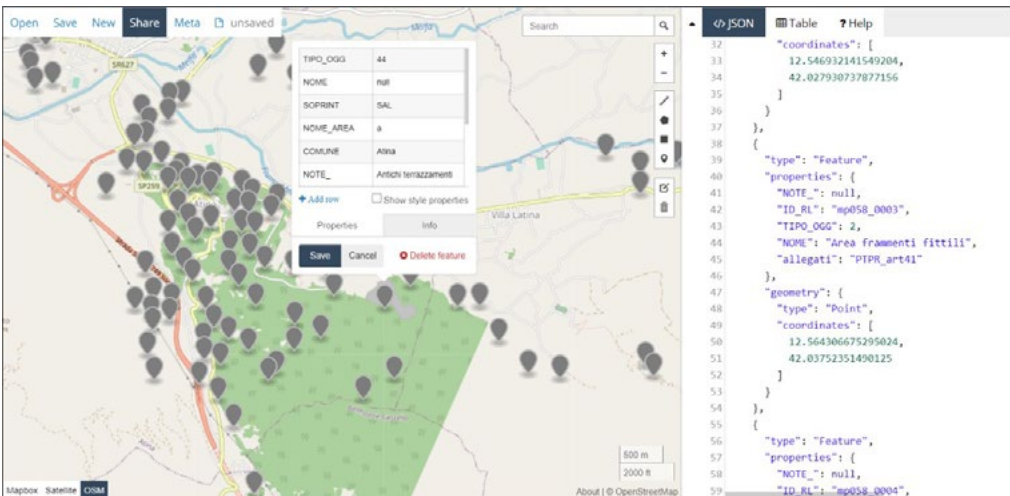 Open Save New Share Meta unsaved
Search
SR627
Melfa
SP259
TIPO_OGG 44
NOME null
SOPRINT SAL
NOME_AREA a
COMUNE Atina
NOTE_ Antichi terrazzamenti
+ Add row Show style properties
Properties Info
Save Cancel Delete feature
Villa Latina
500 m
2000 ft
Mapbox Satellite OSM
About | © OpenStreetMap
</> JSON Table ? Help
32 "coordinates": [
33 12.546932141549204,
34 42.027930737877156
35 ]
36 }
37 },
38 {
39 "type": "Feature",
40 "properties": {
41 "NOTE_": null,
42 "ID_RL": "mp058_0003",
43 "TIPO_OGG": 2,
44 "NOME": "Area frammenti fittili",
45 "allegati": "PTPR_art41"
46 },
47 "geometry": {
48 "type": "Point",
49 "coordinates": [
50 12.564306675295024,
51 42.03752351490125
52 ]
53 }
54 },
55 {
56 "type": "Feature",
57 "properties": {
58 "NOTE_": null,
59 "ID_RL": "mp058_0004",